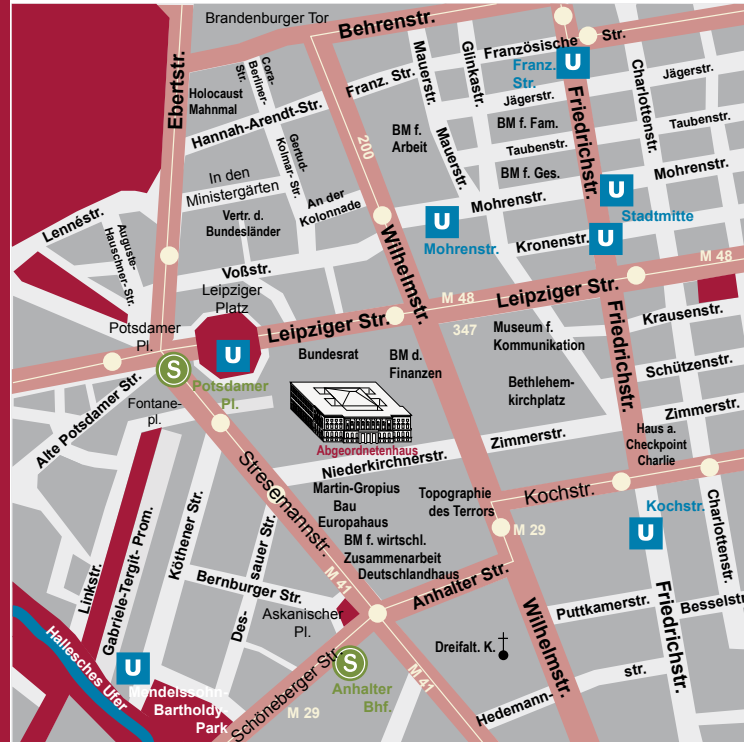 Brandenburger Tor
Behrenstr.
Französische Str.
U
Franz.
Str.
Ebertstr.
Holocaust
Mahnmal
Cora-
Berliner-
Str.
Hannah-Arendt-Str.
Franz. Str.
Mauerstr.
Glinkastr.
Jägerstr.
Jägerstr.
Charlottenstr.
Friedrichstr.
BM f.
Arbeit
BM f. Fam.
Taubenstr.
Taubenstr.
Mauerstr.
BM f. Ges.
Mohrenstr.
Mohrenstr.
200
Gertud-
Kolmar- Str.
In den
Ministergärten
An der
Kolonnade
Vertr. d.
Bundesländer
Lennéstr.
Auguste-
Hauschner- Str.
U
Mohrenstr.
U
Stadtmitte
Kronenstr.
U
Wilhelmstr.
Voßstr.
Leipziger
Platz
M 48
M 48
Leipziger Str.
Leipziger Str.
347
Potsdamer
Pl.
U
S
Potsdamer
Pl.
Bundesrat
BM d.
Finanzen
Museum f.
Kommunikation
Krausenstr.
Friedrichstr.
Schützenstr.
Bethlehem-
kirchplatz
Alte Potsdamer Str.
Fontane-
pl.
Abgeordnetenhaus
Zimmerstr.
Zimmerstr.
Haus a.
Checkpoint
Charlie
Niederkirchnerstr.
Stresemannstr.
Martin-Gropius
Bau
Europahaus
BM f. wirtschl.
Zusammenarbeit
Deutschlandhaus
Topographie
des Terrors
Kochstr.
Kochstr.
U
Charlottenstr.
M 29
Linkstr.
Gabriele-Tergit- Prom.
Köthener Str.
Des-
sauer Str.
Bernburger Str.
M 41
Askanischer
Pl.
Anhalter Str.
Puttkamerstr.
Besselstr
Friedrichstr.
Wilhelmstr.
Dreifalt. K.
Hallesches Ufer
U
Mendelssohn-
Bartholdy-
Park
Schöneberger Str.
M 29
S
Anhalter
Bhf.
M 41
Hedemann-
str.